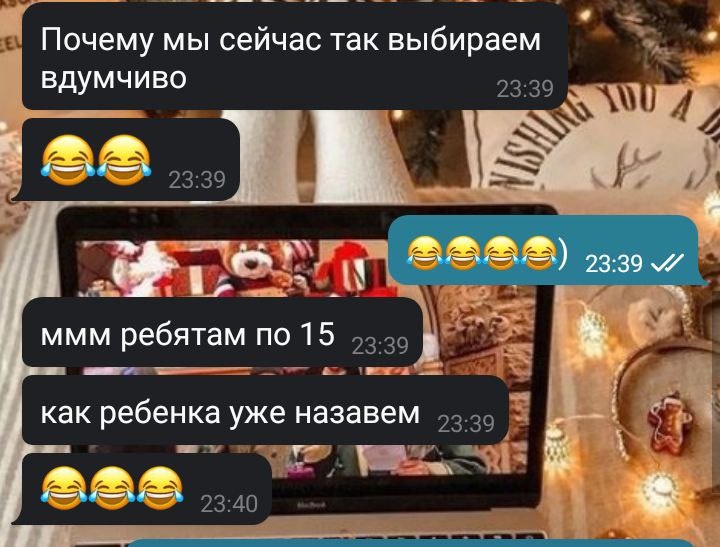 Почему мы сейчас так выбираем
вдумчиво
23:39
😂😂 23:39
😂😂😂😂) 23:39
ммм ребятам по 15 23:39
как ребенка уже назавем 23:39
😂😂😂 23:40